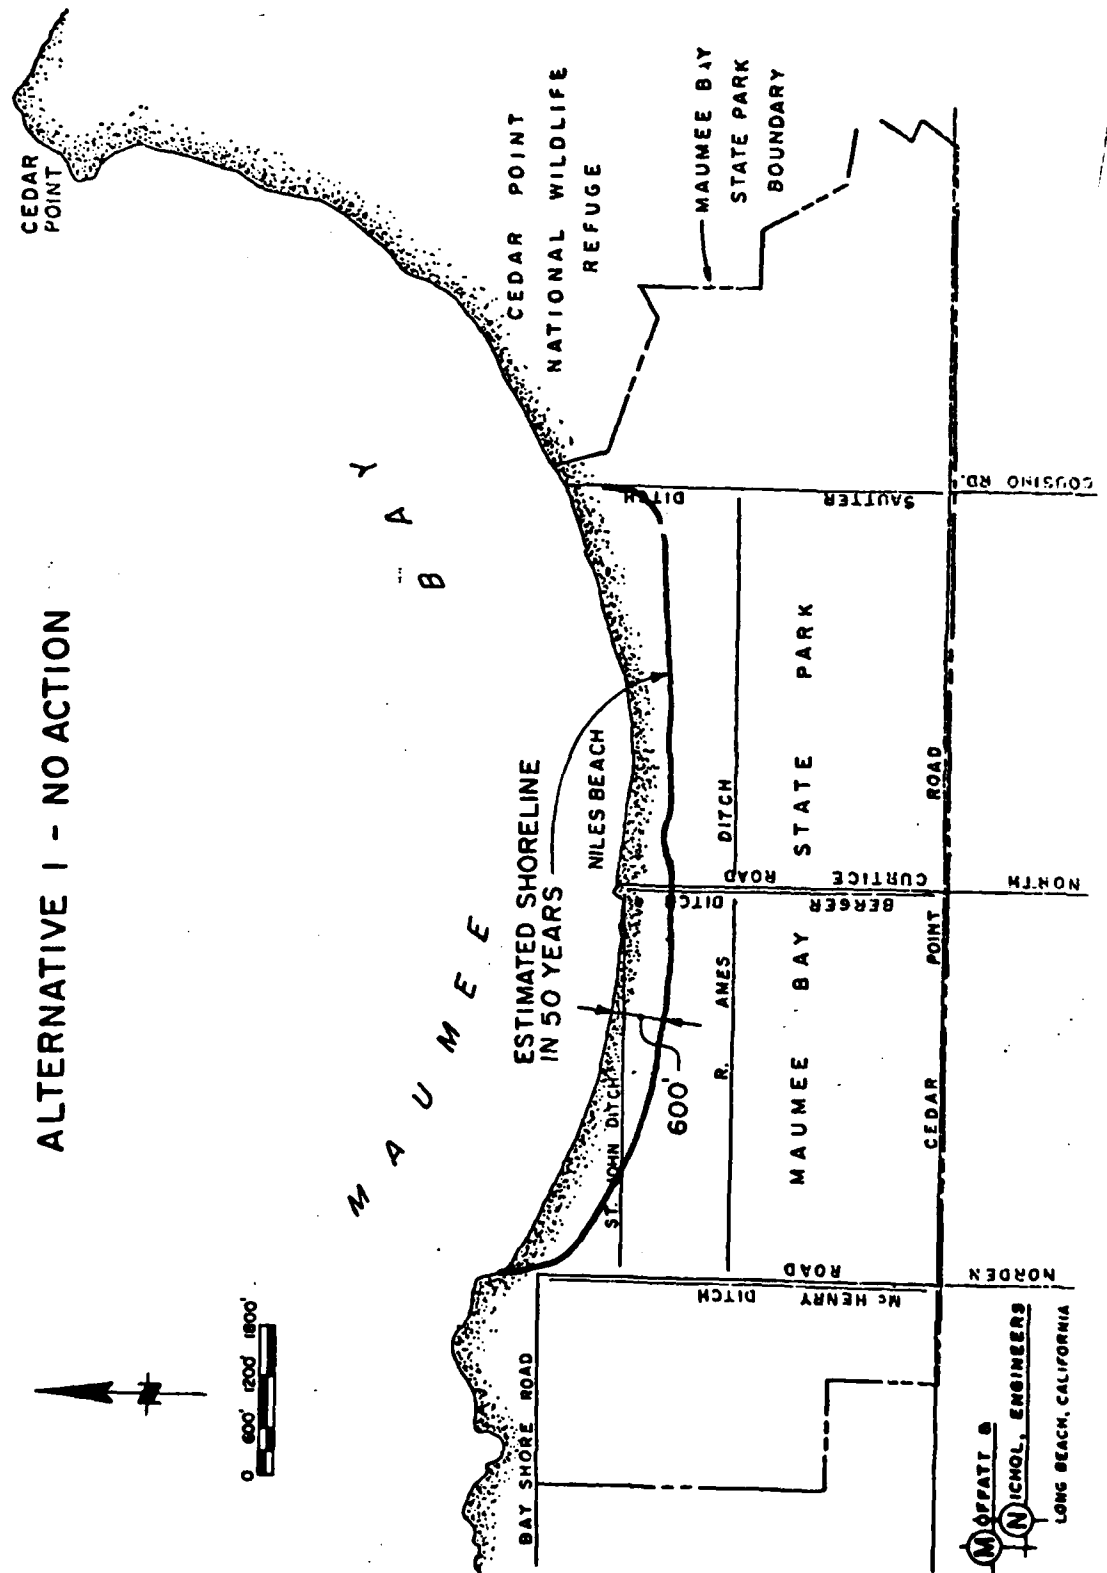 ALTERNATIVE I - NO ACTION
CEDAR
POINT
MAUMEE
BAY
0 600' 1200' 1800'
CEDAR POINT
NATIONAL WILDLIFE
REFUGE
MAUMEE BAY
STATE PARK
BOUNDARY
ESTIMATED SHORELINE
IN 50 YEARS
NILES BEACH
600'
BAY SHORE ROAD
ST. JOHN DITCH
R. AMES DITCH
MAUMEE BAY STATE PARK
CEDAR POINT ROAD
NORDEN ROAD
Mc HENRY DITCH
NORTH CURTICE ROAD
BERGER DITCH
COUSINO RD.
SAUTTER DITCH
MOFFATT &
NICHOL, ENGINEERS
LONG BEACH, CALIFORNIA